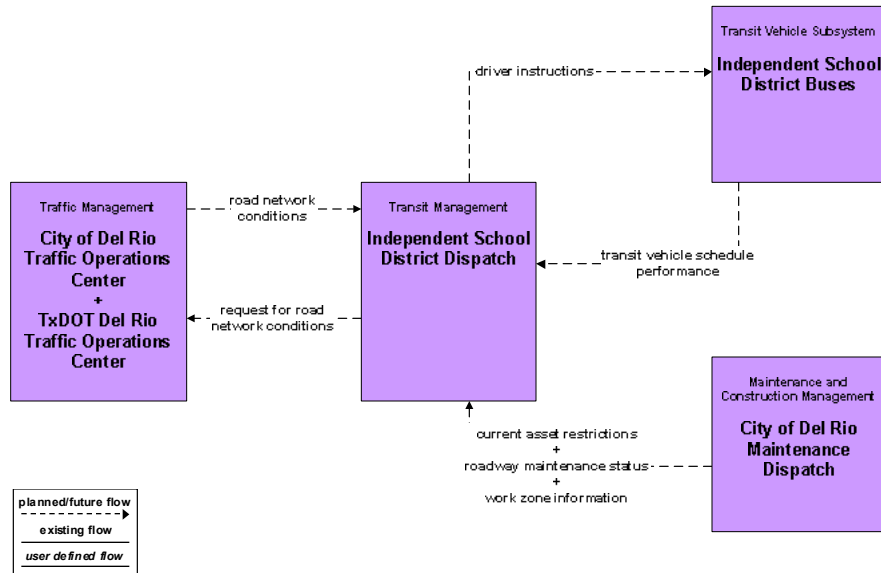 Transit Vehicle Subsystem
Independent School
District Buses
driver instructions
Traffic Management
City of Del Rio
Traffic Operations
Center
+
TxDOT Del Rio
Traffic Operations
Center
road network
conditions
request for road
network conditions
Transit Management
Independent School
District Dispatch
transit vehicle schedule
performance
Maintenance and
Construction Management
City of Del Rio
Maintenance
Dispatch
current asset restrictions
+
roadway maintenance status
+
work zone information
planned/future flow
existing flow
user defined flow